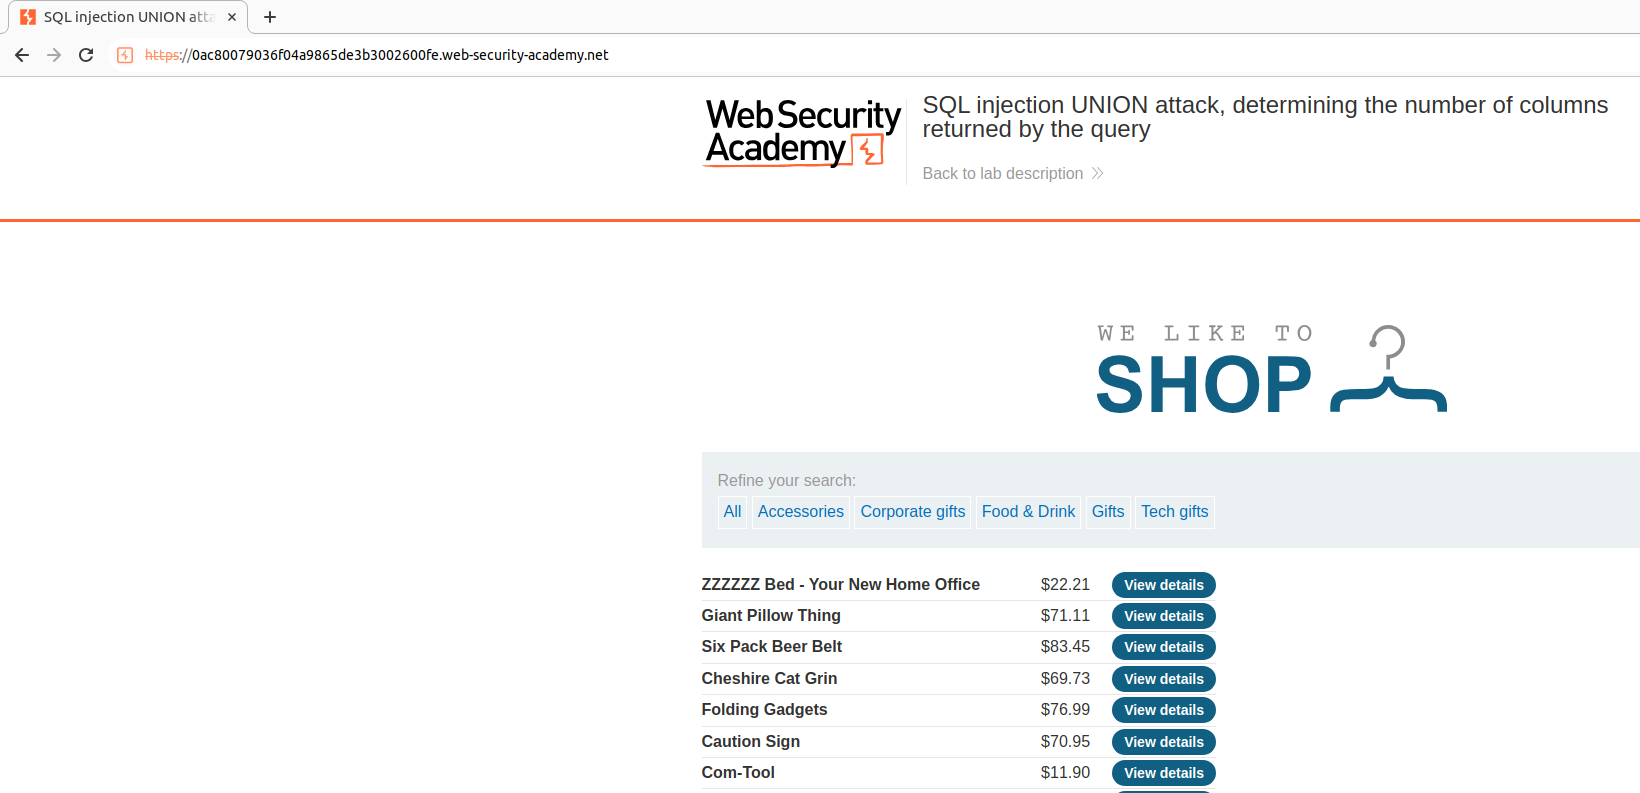 SQL injection UNION atta
https://0ac80079036f04a9865de3b3002600fe.web-security-academy.net
Web Security
Academy
SQL injection UNION attack, determining the number of columns
returned by the query
Back to lab description
WE LIKE TO
SHOP
Refine your search:
All Accessories Corporate gifts Food & Drink Gifts Tech gifts
ZZZZZZ Bed - Your New Home Office $22.21 View details
Giant Pillow Thing $71.11 View details
Six Pack Beer Belt $83.45 View details
Cheshire Cat Grin $69.73 View details
Folding Gadgets $76.99 View details
Caution Sign $70.95 View details
Com-Tool $11.90 View details